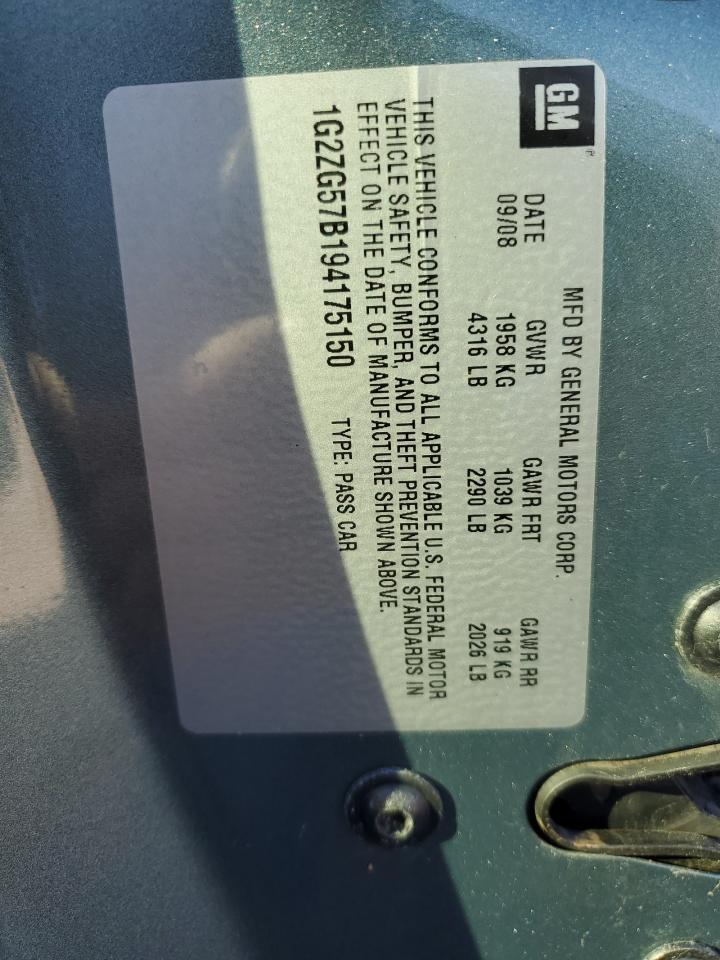 GM
MFD BY GENERAL MOTORS CORP.
DATE GVWR GAWR FRT GAWR RR
09/08 1958 KG 1039 KG 919 KG
4316 LB 2290 LB 2026 LB
THIS VEHICLE CONFORMS TO ALL APPLICABLE U.S. FEDERAL MOTOR
VEHICLE SAFETY, BUMPER, AND THEFT PREVENTION STANDARDS IN
EFFECT ON THE DATE OF MANUFACTURE SHOWN ABOVE.
1G2ZG57B194175150 TYPE: PASS CAR